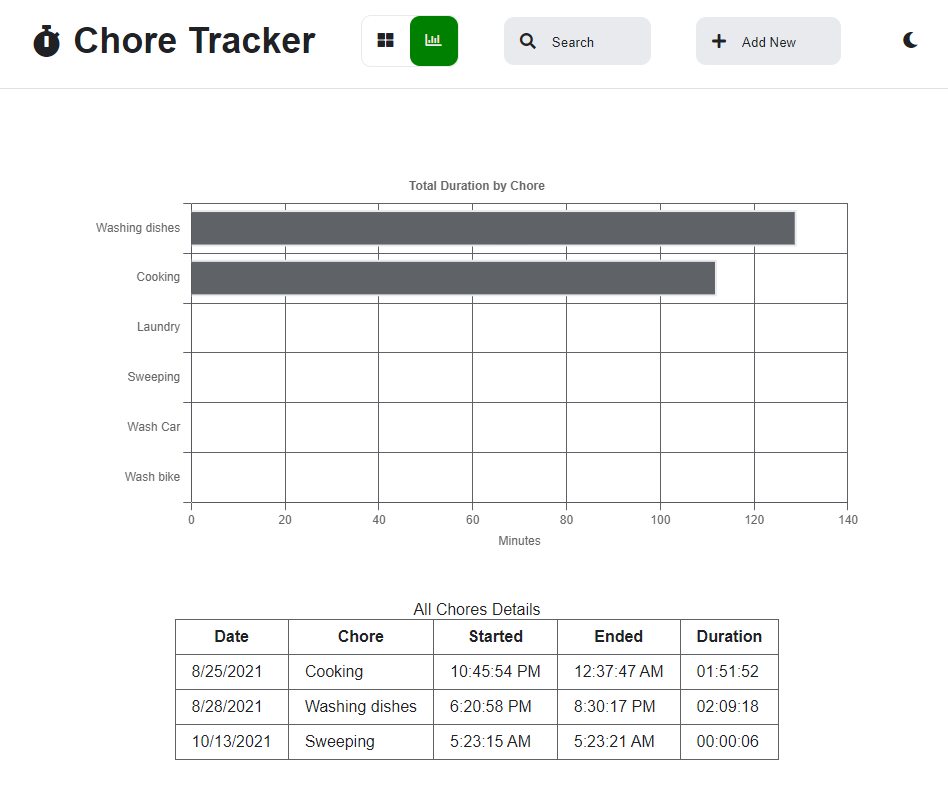 Chore Tracker
Search
Add New
Total Duration by Chore
Washing dishes
Cooking
Laundry
Sweeping
Wash Car
Wash bike
0 20 40 60 80 100 120 140
Minutes
All Chores Details
Date Chore Started Ended Duration
8/25/2021 Cooking 10:45:54 PM 12:37:47 AM 01:51:52
8/28/2021 Washing dishes 6:20:58 PM 8:30:17 PM 02:09:18
10/13/2021 Sweeping 5:23:15 AM 5:23:21 AM 00:00:06